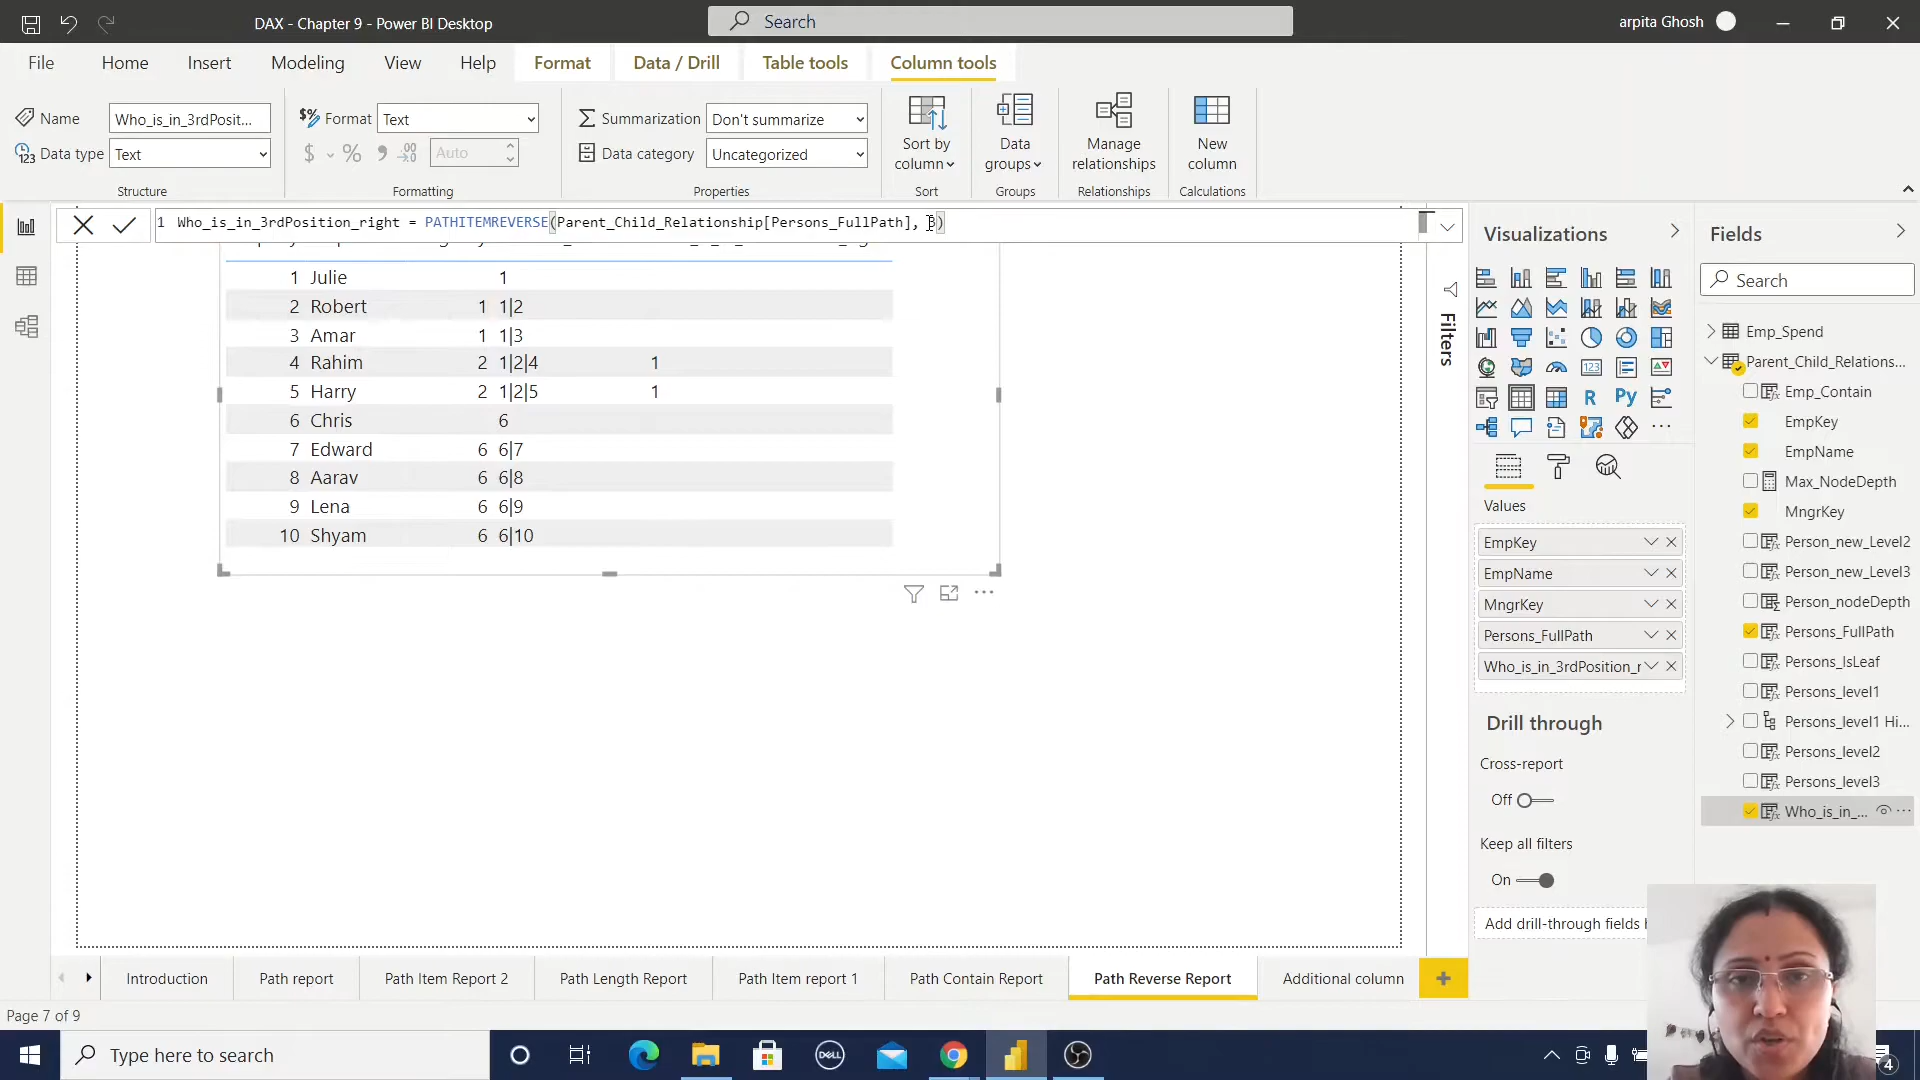 DAX - Chapter 9 - Power BI Desktop
Search
arpita Ghosh
File
Home
Insert
Modeling
View
Help
Format
Data / Drill
Table tools
Column tools
Name
Who_is_in_3rdPosit...
Data type
Text
Structure
Format
Text
$ % 9 .00
Auto
Formatting
Summarization
Don't summarize
Data category
Uncategorized
Properties
Sort by
column
Sort
Data
groups
Groups
Manage
relationships
Relationships
New
column
Calculations
1 Who_is_in_3rdPosition_right = PATHITEMREVERSE(Parent_Child_Relationship[Persons_FullPath], 3)
1 Julie 1
2 Robert 1 1|2
3 Amar 1 1|3
4 Rahim 2 1|2|4 1
5 Harry 2 1|2|5 1
6 Chris 6
7 Edward 6 6|7
8 Aarav 6 6|8
9 Lena 6 6|9
10 Shyam 6 6|10
Filters
Visualizations
Values
EmpKey
EmpName
MngrKey
Persons_FullPath
Who_is_in_3rdPosition_r
Drill through
Cross-report
Off
Keep all filters
On
Add drill-through fields
Fields
Search
Emp_Spend
Parent_Child_Relations...
Emp_Contain
EmpKey
EmpName
Max_NodeDepth
MngrKey
Person_new_Level2
Person_new_Level3
Person_nodeDepth
Persons_FullPath
Persons_IsLeaf
Persons_level1
Persons_level1 Hi...
Persons_level2
Persons_level3
Who_is_in_...
Introduction
Path report
Path Item Report 2
Path Length Report
Path Item report 1
Path Contain Report
Path Reverse Report
Additional column
Page 7 of 9
Type here to search
DELL
4